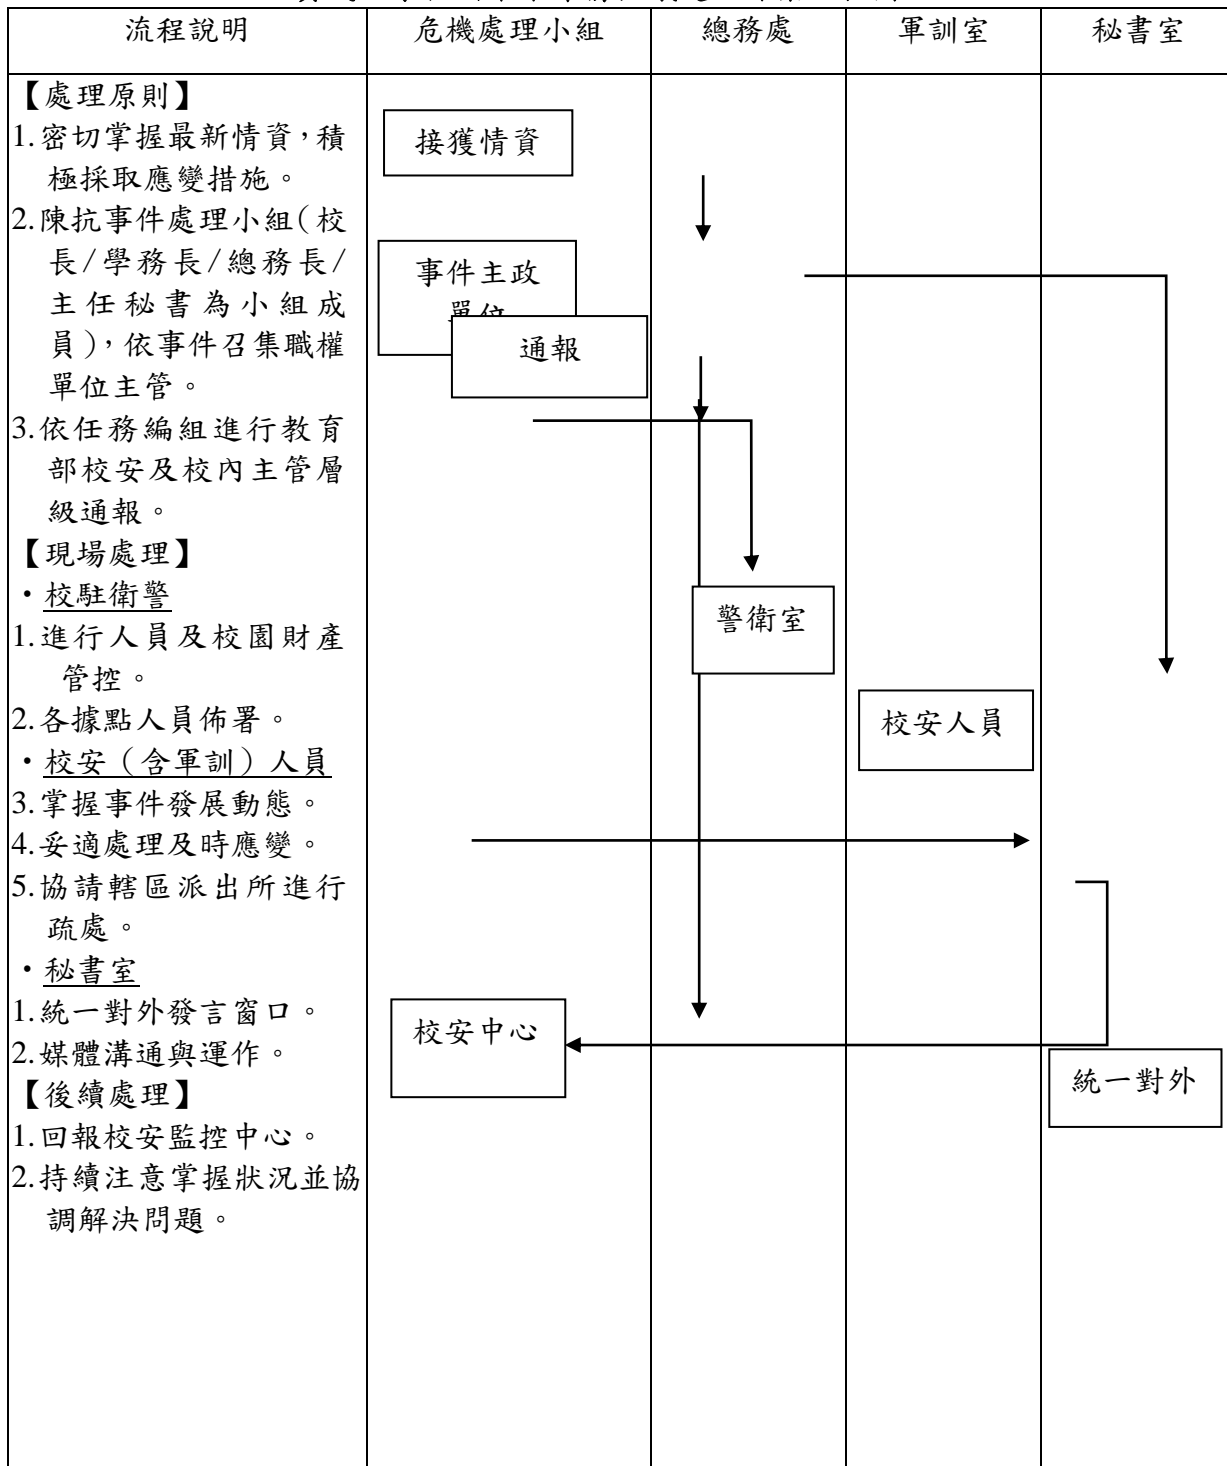 流程說明
危機處理小組
總務處
軍訓室
秘書室
【處理原則】
1.密切掌握最新情資，積
極採取應變措施。
2.陳抗事件處理小組(校
長/學務長/總務長/
主任秘書為小組成
員)，依事件召集職權
單位主管。
3.依任務編組進行教育
部校安及校內主管層
級通報。
【現場處理】
‧校駐衛警
1.進行人員及校園財產
管控。
2.各據點人員佈署。
‧校安（含軍訓）人員
3.掌握事件發展動態。
4.妥適處理及時應變。
5.協請轄區派出所進行
疏處。
‧秘書室
1.統一對外發言窗口。
2.媒體溝通與運作。
【後續處理】
1.回報校安監控中心。
2.持續注意掌握狀況並協
調解決問題。
接獲情資
事件主政
單位
通報
警衛室
校安人員
校安中心
統一對外